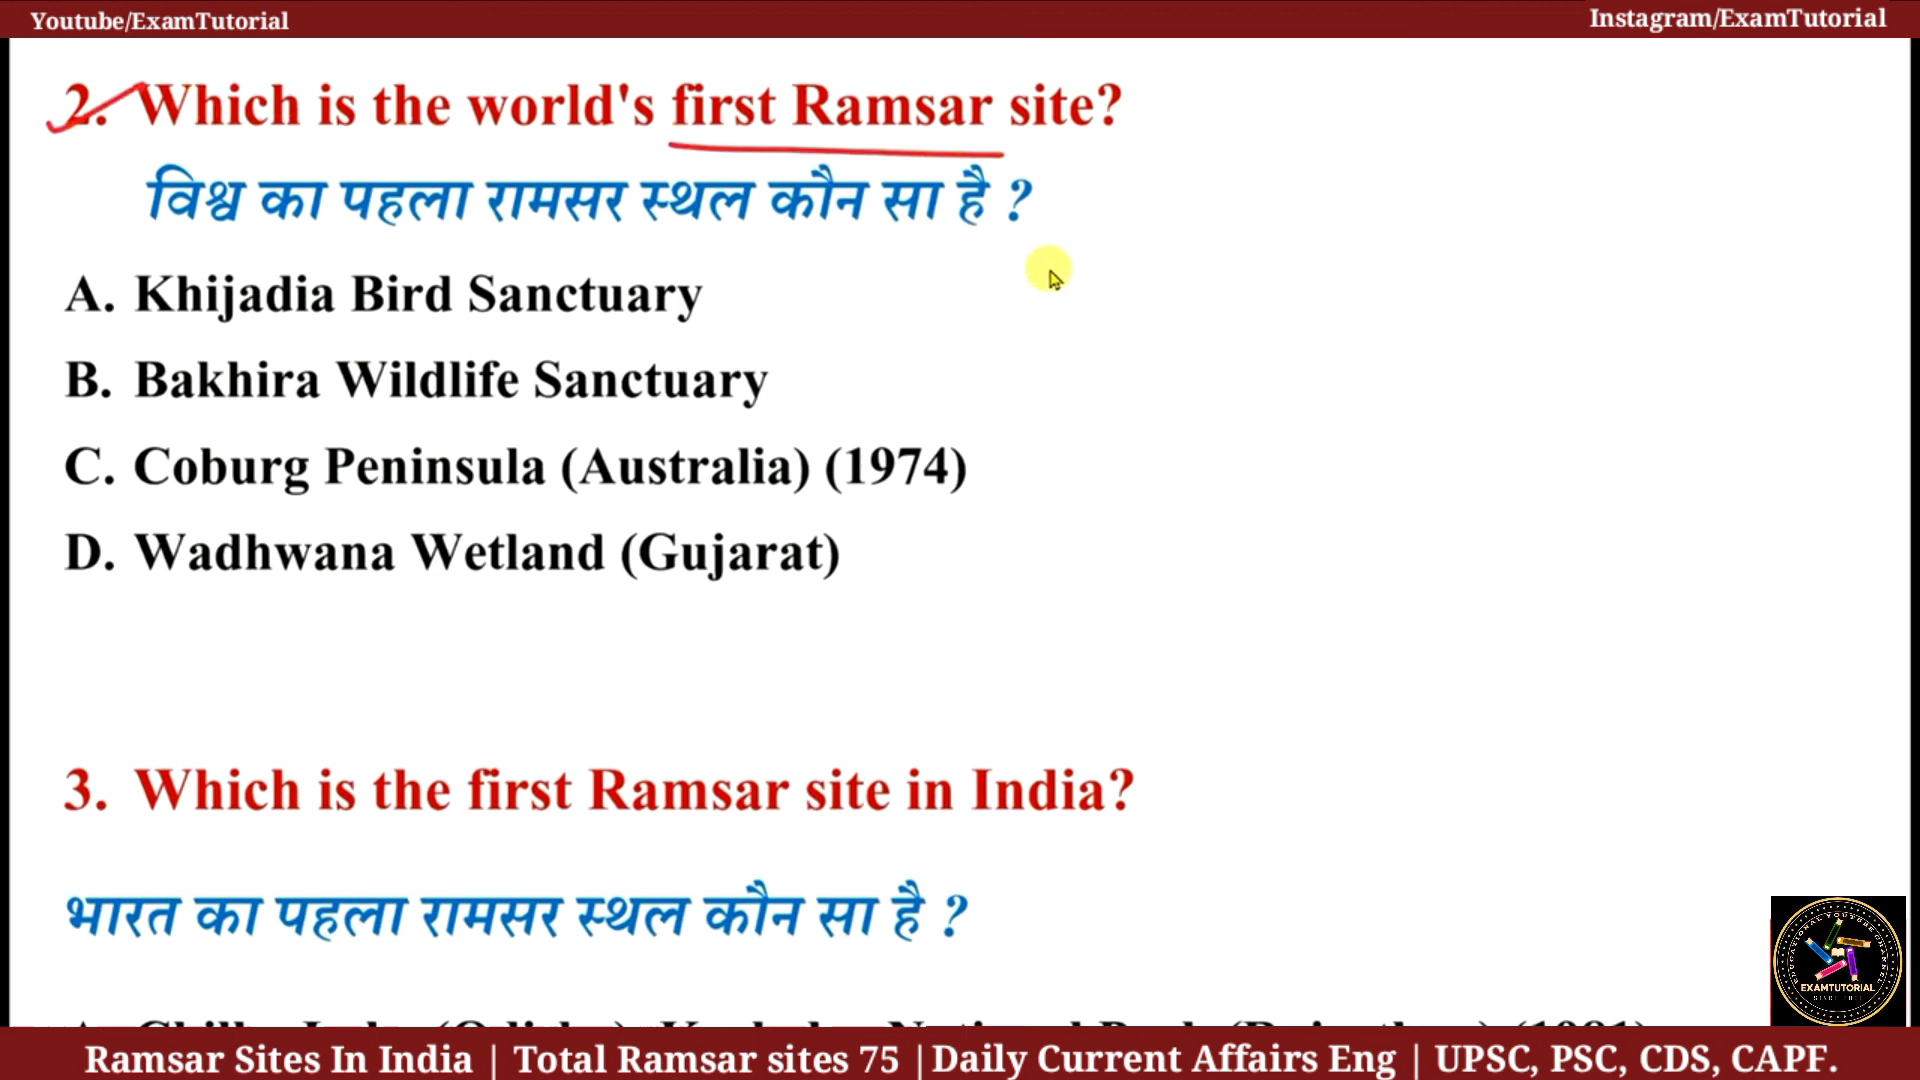 Youtube/ExamTutorial
Instagram/ExamTutorial
2. Which is the world's first Ramsar site?
विश्व का पहला रामसर स्थल कौन सा है ?
A. Khijadia Bird Sanctuary
B. Bakhira Wildlife Sanctuary
C. Coburg Peninsula (Australia) (1974)
D. Wadhwana Wetland (Gujarat)
3. Which is the first Ramsar site in India?
भारत का पहला रामसर स्थल कौन सा है ?
EDUCATIONAL YOUTUBE CHANNEL
EXAMTUTORIAL
Ramsar Sites In India | Total Ramsar sites 75 | Daily Current Affairs Eng | UPSC, PSC, CDS, CAPF.